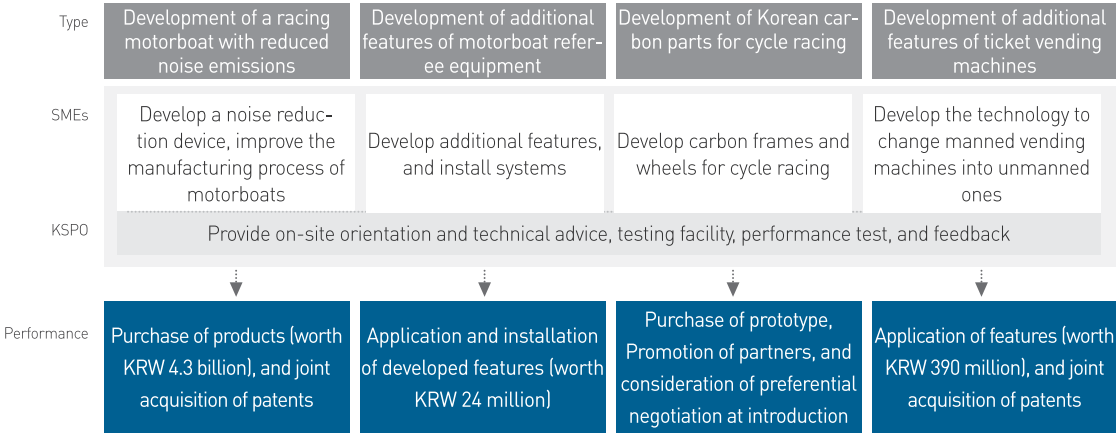 Type
Development of a racing
motorboat with reduced
noise emissions
Development of additional
features of motorboat refer-
ee equipment
Development of Korean car-
bon parts for cycle racing
Development of additional
features of ticket vending
machines
SMEs
Develop a noise reduc-
tion device, improve the
manufacturing process of
motorboats
Develop additional features,
and install systems
Develop carbon frames and
wheels for cycle racing
Develop the technology to
change manned vending
machines into unmanned
ones
KSPO
Provide on-site orientation and technical advice, testing facility, performance test, and feedback
Performance
Purchase of products (worth
KRW 4.3 billion), and joint
acquisition of patents
Application and installation
of developed features (worth
KRW 24 million)
Purchase of prototype,
Promotion of partners, and
consideration of preferential
negotiation at introduction
Application of features (worth
KRW 390 million), and joint
acquisition of patents